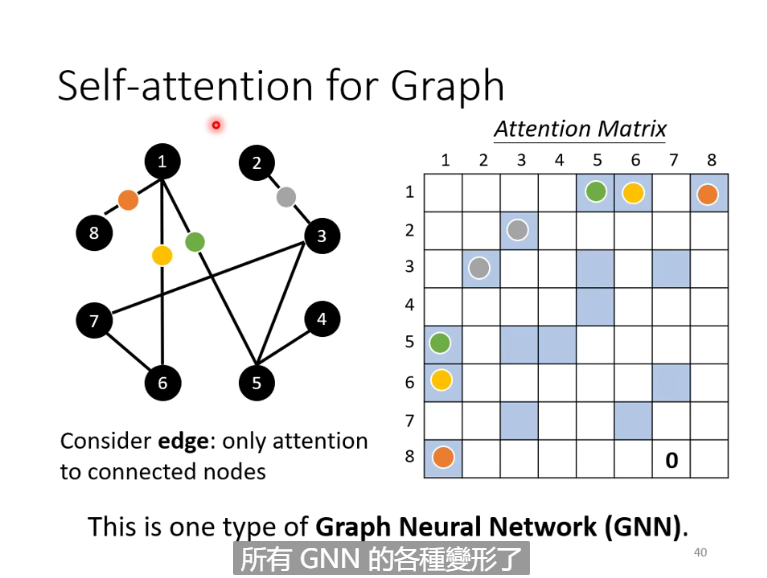 Self-attention for Graph
Attention Matrix
1 2 3 4 5 6 7 8
1
2
3
4
5
6
7
8 0
1 2
8 3
7 4
6 5
Consider edge: only attention
to connected nodes
This is one type of Graph Neural Network (GNN).
所有 GNN 的各種變形了
40